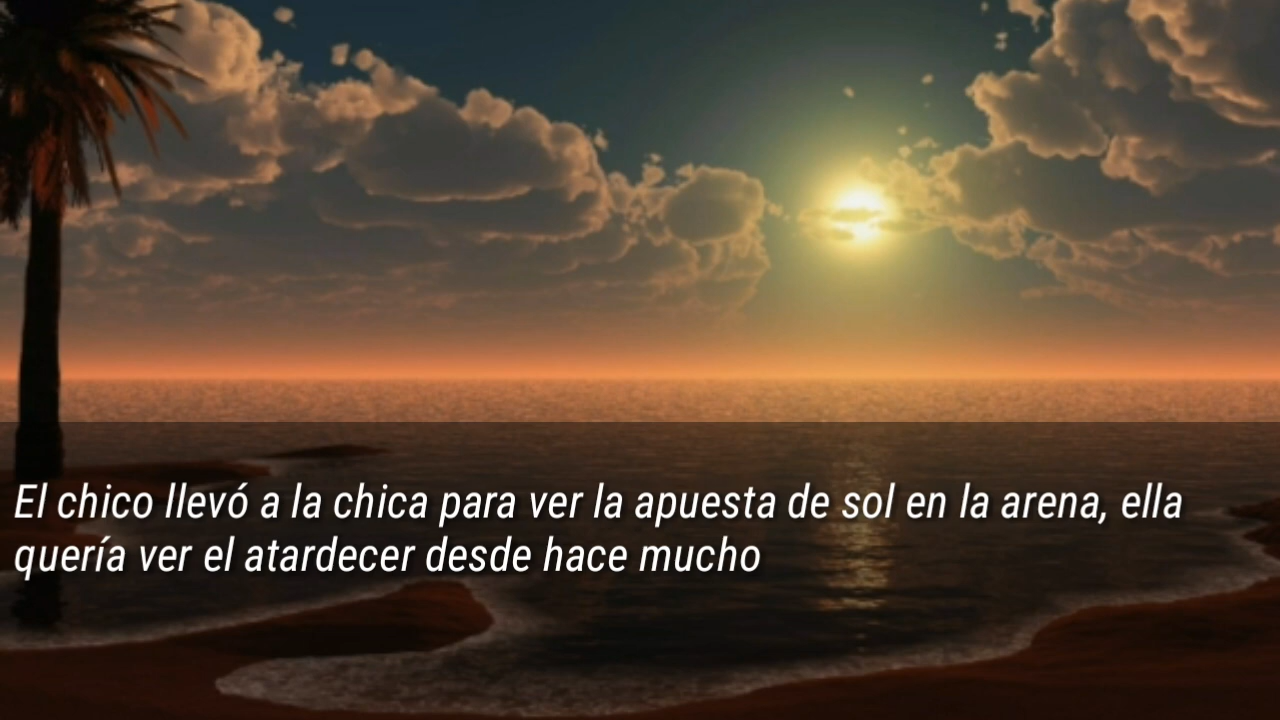 El chico llevó a la chica para ver la apuesta de sol en la arena, ella
quería ver el atardecer desde hace mucho